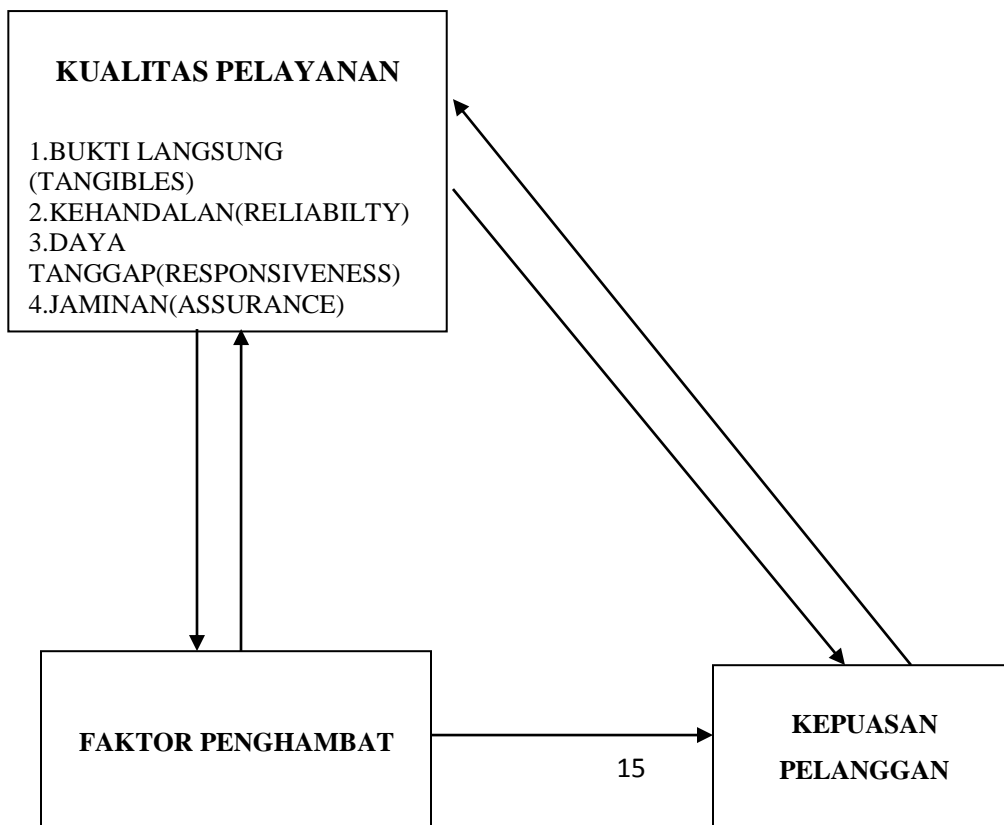 KUALITAS PELAYANAN
1.BUKTI LANGSUNG
(TANGIBLES)
2.KEHANDALAN(RELIABILTY)
3.DAYA
TANGGAP(RESPONSIVENESS)
4.JAMINAN(ASSURANCE)
FAKTOR PENGHAMBAT
15
KEPUASAN
PELANGGAN